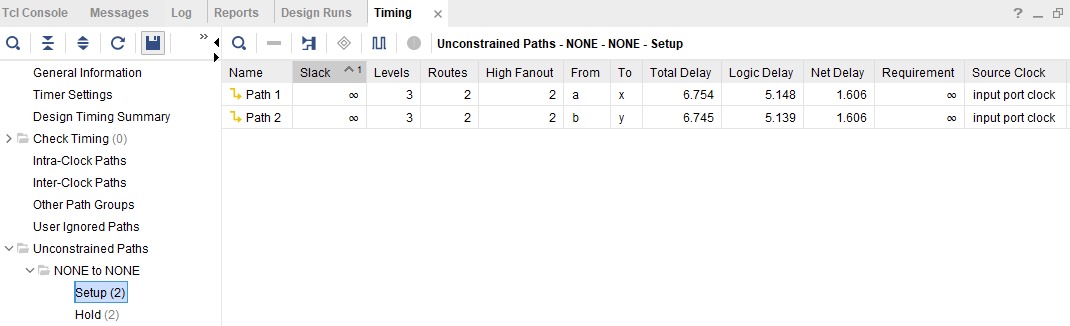 Tcl Console Messages Log Reports Design Runs Timing × ? _
» Unconstrained Paths - NONE - NONE - Setup
General Information
Timer Settings
Design Timing Summary
Check Timing (0)
Intra-Clock Paths
Inter-Clock Paths
Other Path Groups
User Ignored Paths
Unconstrained Paths
NONE to NONE
Setup (2)
Hold (2)
Name Slack ^1 Levels Routes High Fanout From To Total Delay Logic Delay Net Delay Requirement Source Clock
Path 1 ∞ 3 2 2 a x 6.754 5.148 1.606 ∞ input port clock
Path 2 ∞ 3 2 2 b y 6.745 5.139 1.606 ∞ input port clock